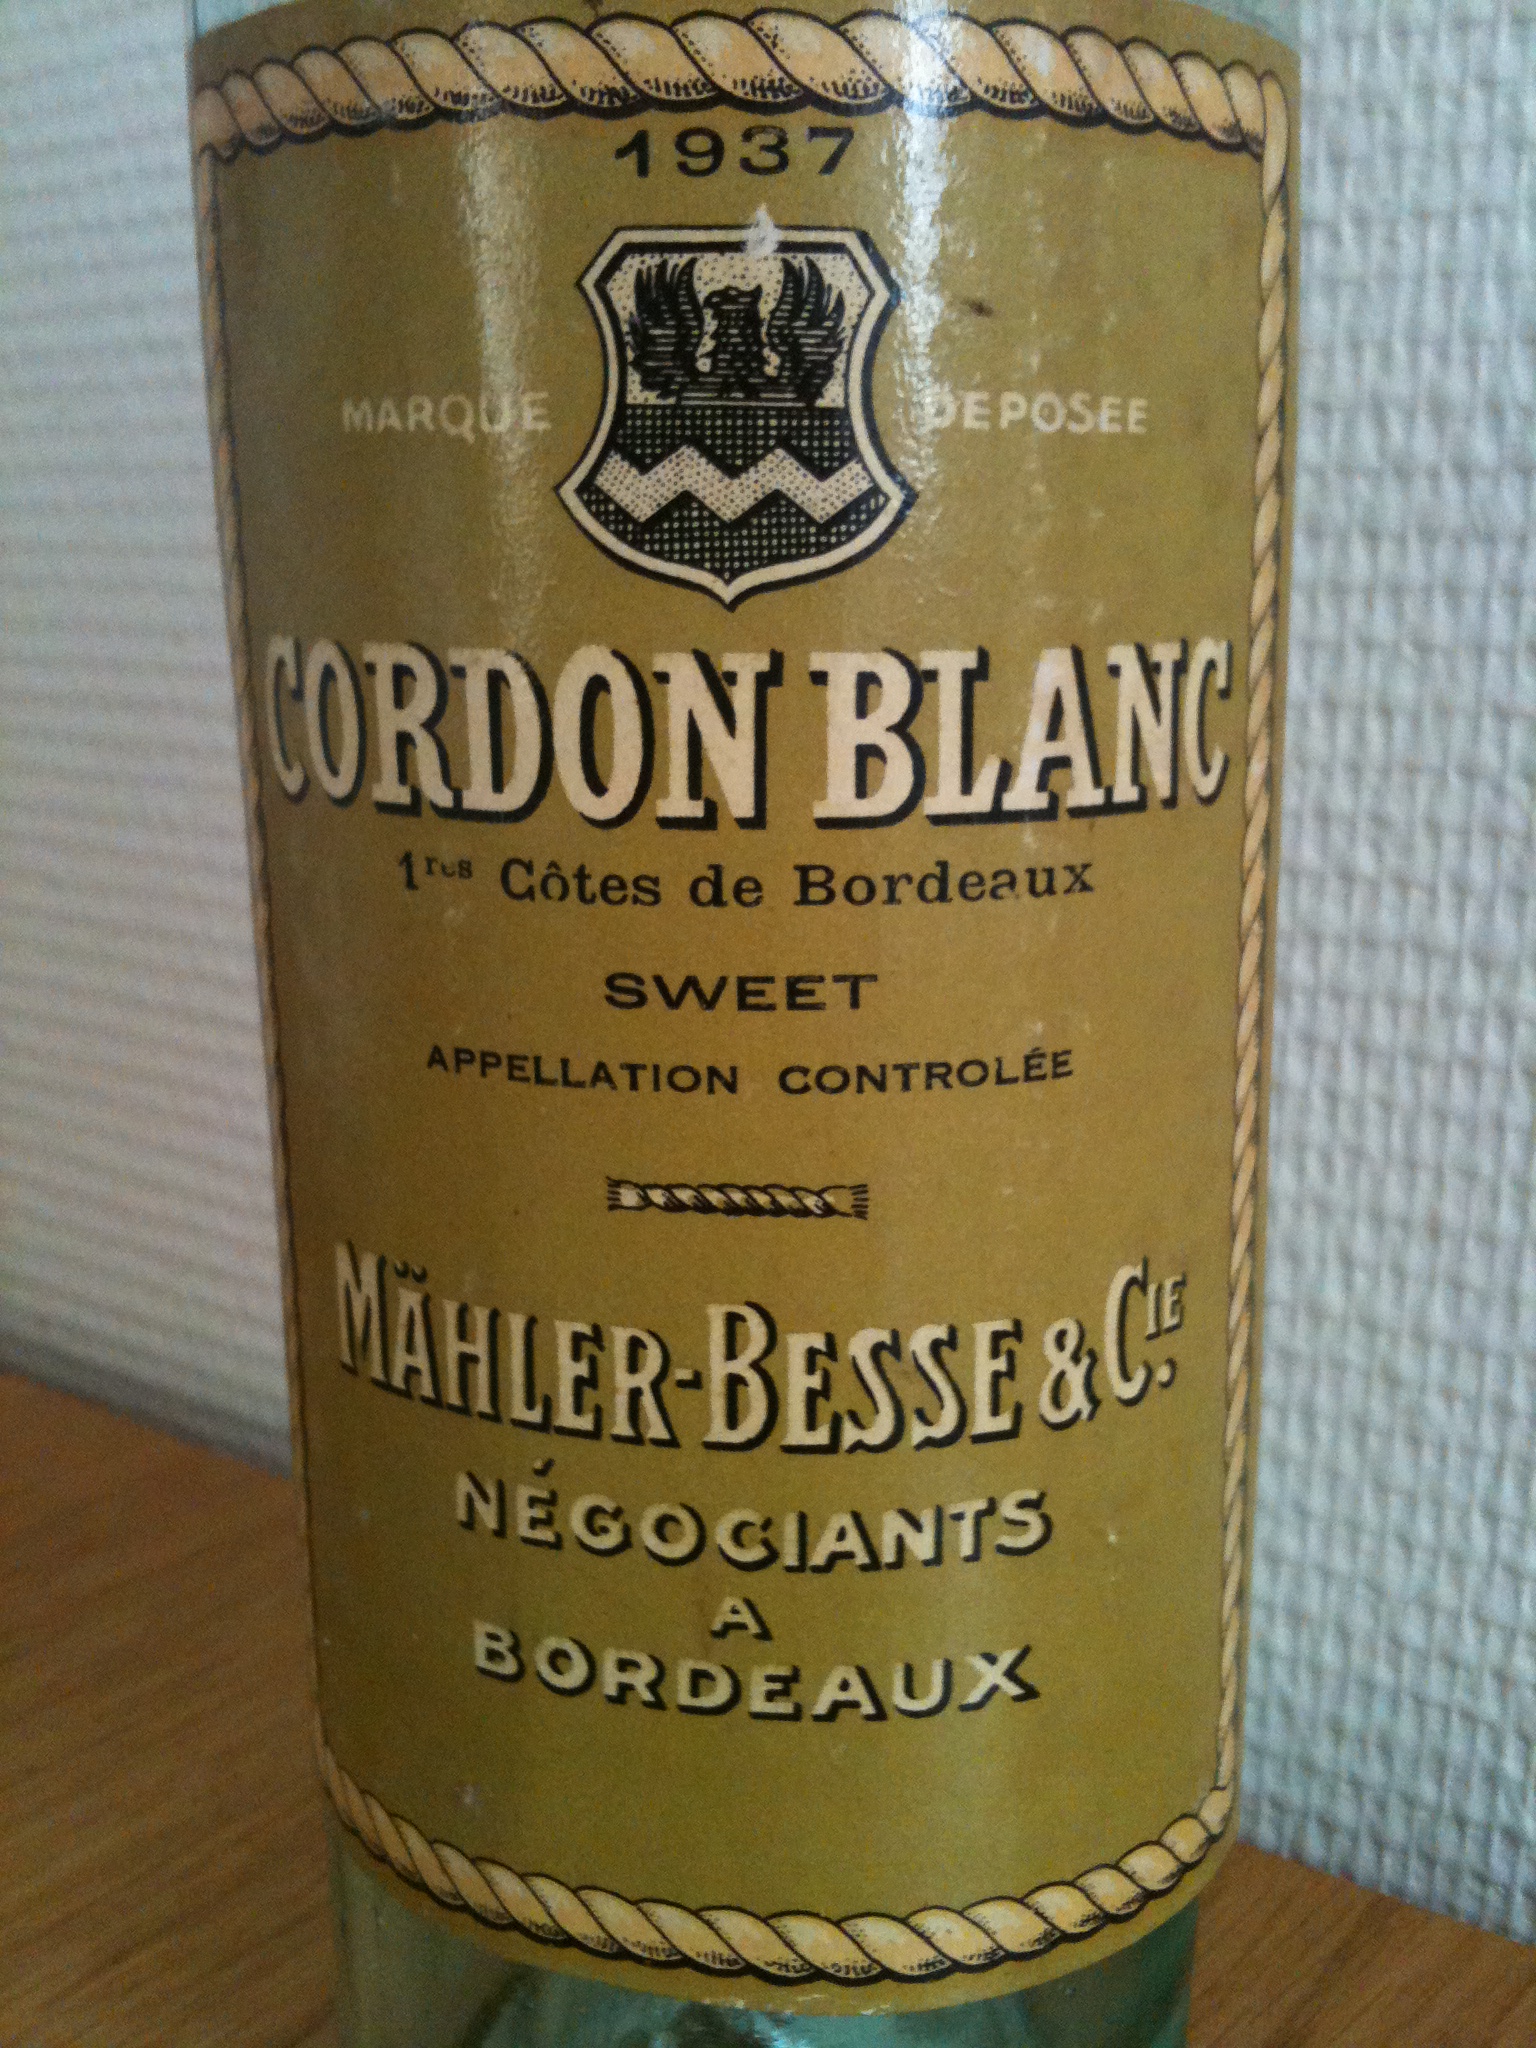 1937
MARQUE DEPOSEE
CORDON BLANC
1res Côtes de Bordeaux
SWEET
APPELLATION CONTROLÉE
MÄHLER-BESSE & CIE.
NÉGOCIANTS
A
BORDEAUX